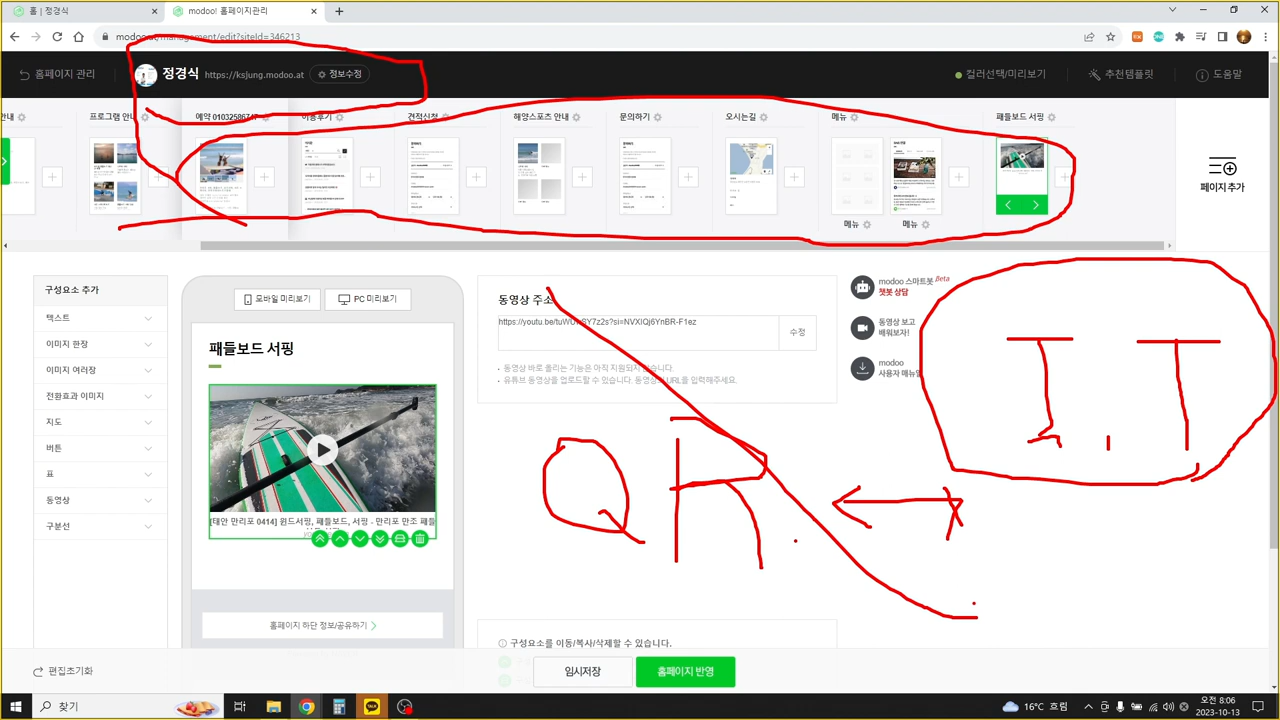 홈 | 정경식
modoo! 홈페이지관리
홈페이지 관리
정경식
https://ksjung.modoo.at
정보수정
컬러선택/미리보기
추천템플릿
도움말
안내
프로그램 안내
예약
이용후기
견적신청
해양스포츠 안내
문의하기
오시는길
메뉴
패들보드 서핑
메뉴
메뉴
페이지 추가
구성요소 추가
텍스트
이미지 한장
이미지 여러장
전환효과 이미지
지도
버튼
표
동영상
구분선
모바일 미리보기
PC 미리보기
패들보드 서핑
[태안 만리포 0414] 윈드서핑, 패들보드, 서핑 - 만리포 만조 패들
홈페이지 하단 정보/공유하기
동영상 주소
수정
동영상 바로 올리는 기능은 아직 지원되지 않습니다.
유튜브 동영상을 업로드할 수 있습니다. 동영상의 URL을 입력해주세요.
구성요소를 이동/복사/삭제할 수 있습니다.
modoo 스마트봇 Beta
챗봇 상담
동영상 보고
배워보자!
modoo
사용자 매뉴얼
QR
편집초기화
임시저장
홈페이지 반영
찾기
16°C 흐림
오전 8:06
2023-10-13